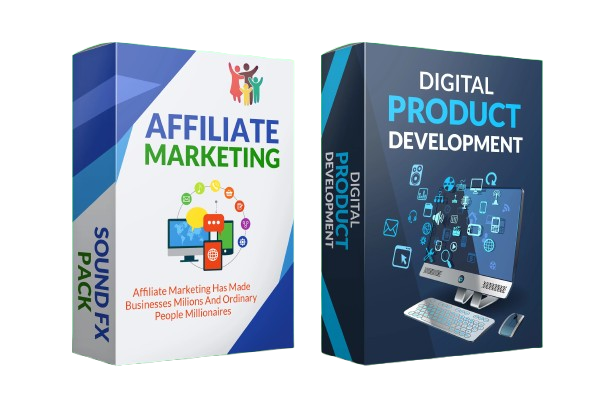 SOUND FX
PACK
AFFILIATE
MARKETING
Affiliate Marketing Has Made
Businesses Milions And Ordinary
People Millionaires
DIGITAL
PRODUCT
DEVELOPMENT
DIGITAL
PRODUCT
DEVELOPMENT